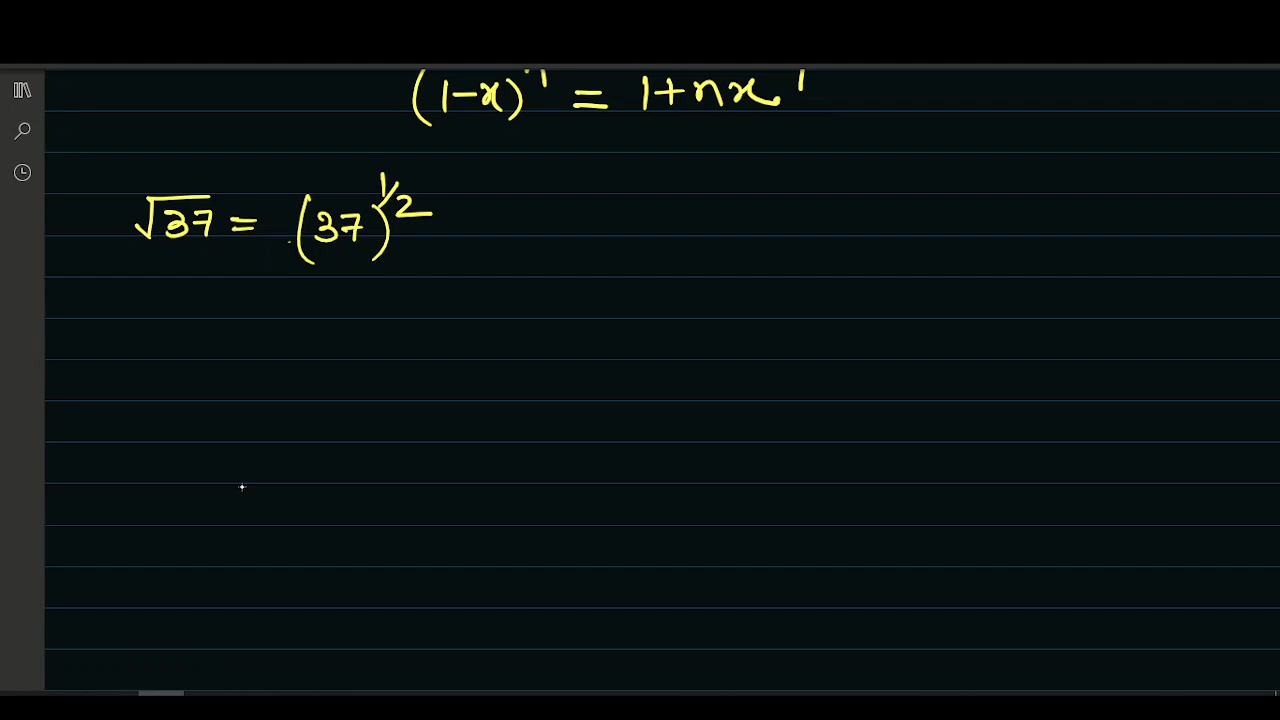 (1-x) = 1+nx
√37 = (37)^1/2